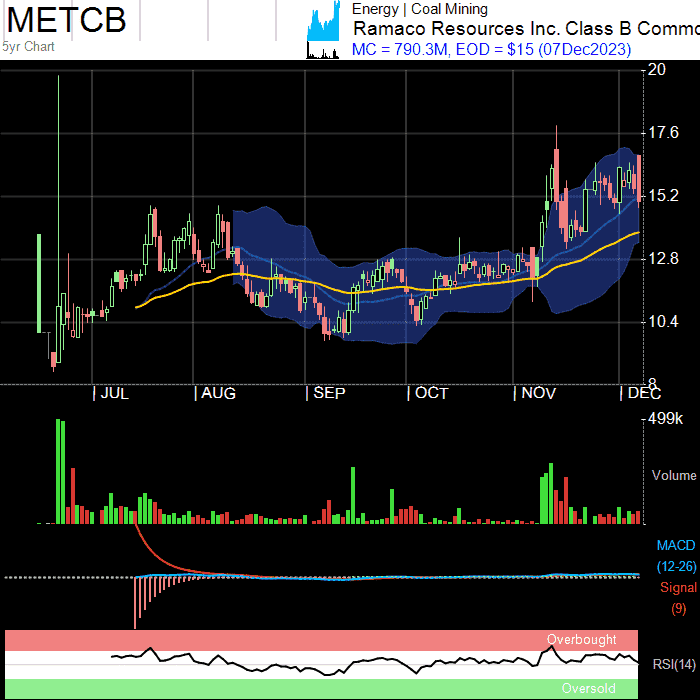 METCB
5yr Chart
Energy | Coal Mining
Ramaco Resources Inc. Class B Commo
MC = 790.3M, EOD = $15 (07Dec2023)
20
17.6
15.2
12.8
10.4
8
JUL AUG SEP OCT NOV DEC
499k
Volume
MACD
(12-26)
Signal
(9)
Overbought
RSI(14)
Oversold